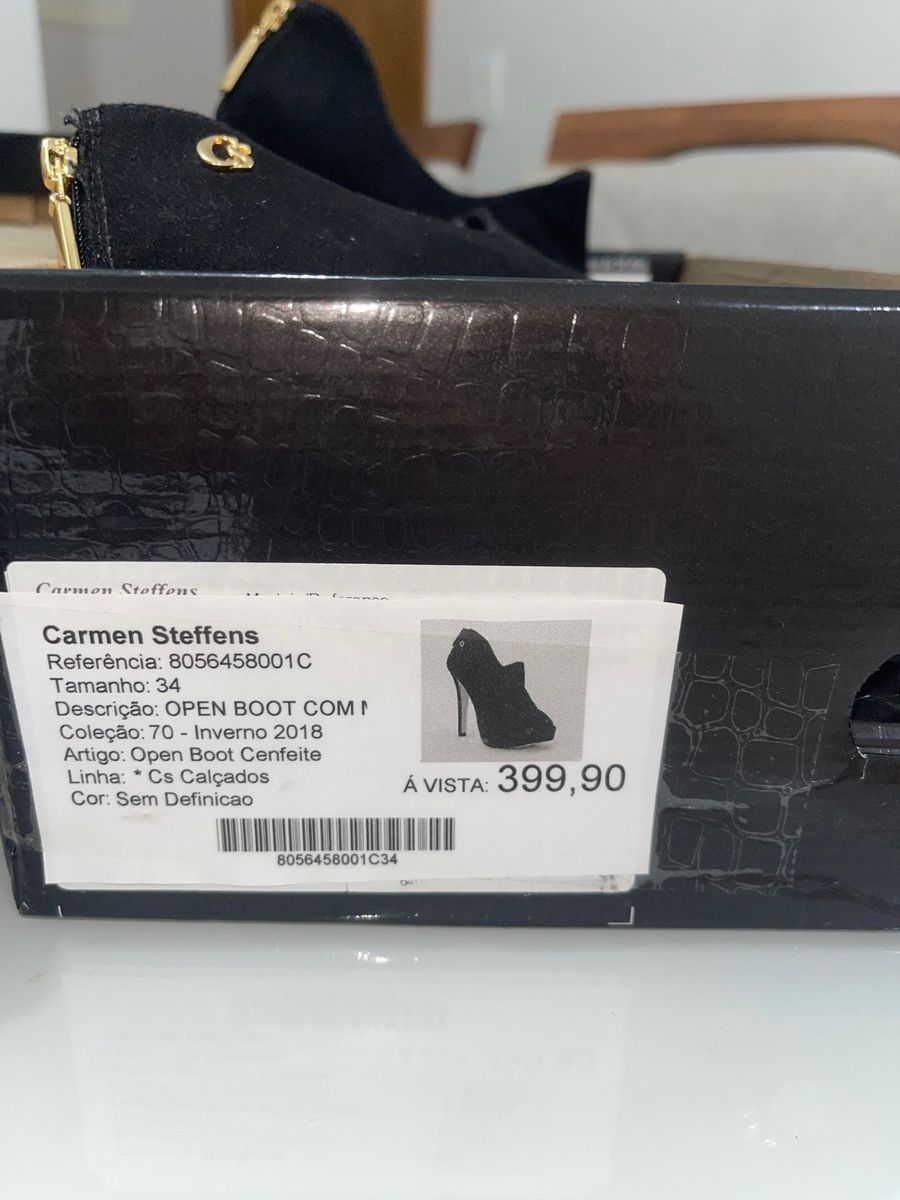 CS
Carmen Steffens
Carmen Steffens
Referência: 8056458001C
Tamanho: 34
Descrição: OPEN BOOT COM
Coleção: 70 - Inverno 2018
Artigo: Open Boot Cenfeite
Linha: * Cs Calçados
Cor: Sem Definicao
Á VISTA: 399,90
8056458001C34